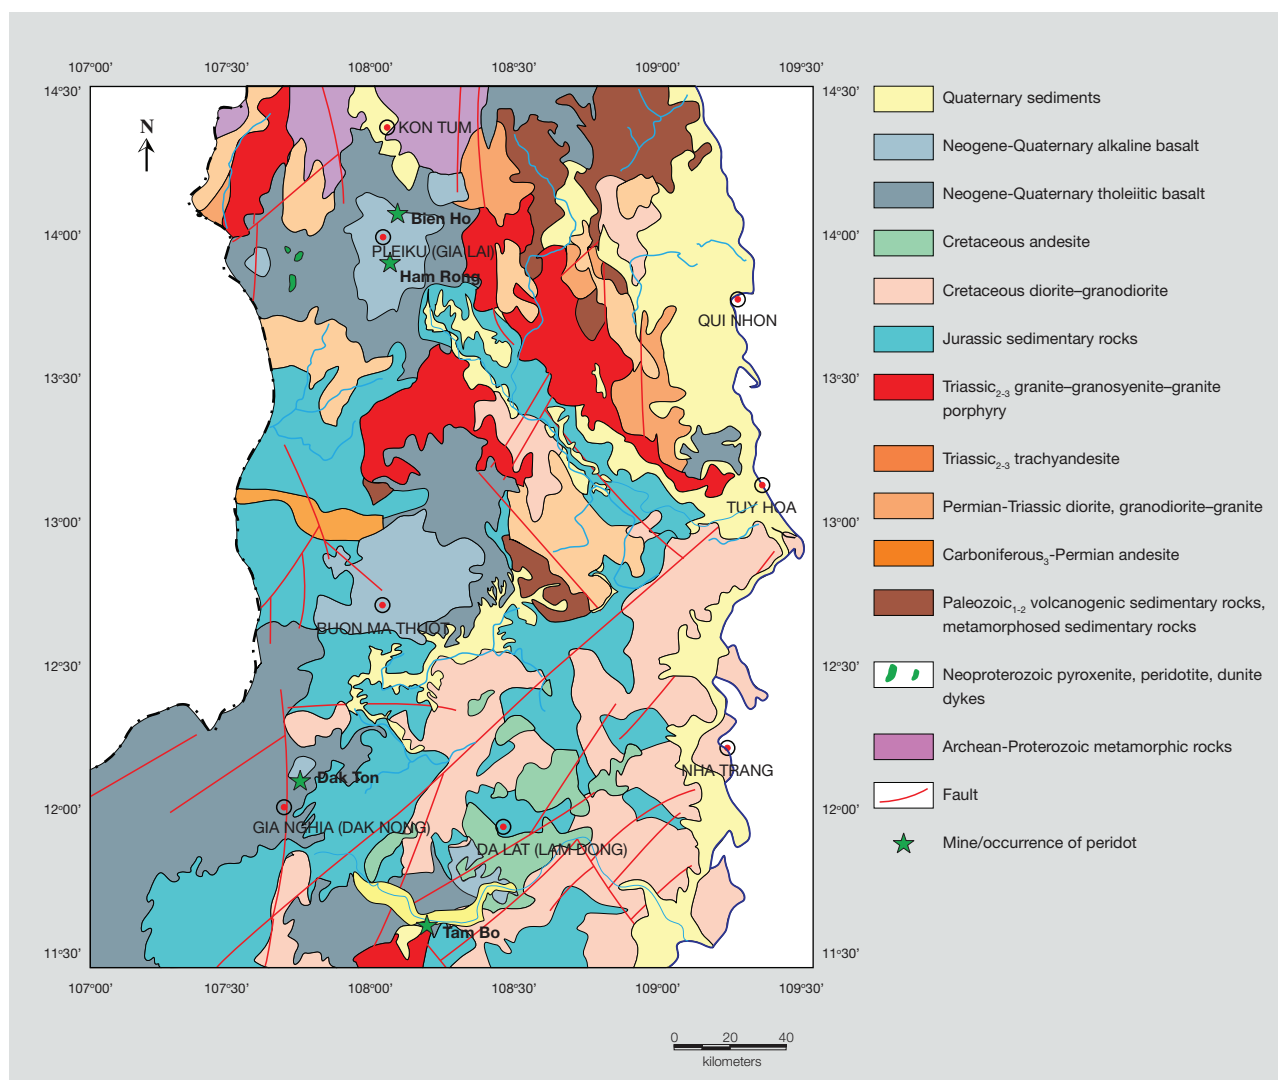 107°00’ 107°30’ 108°00’ 108°30’ 109°00’ 109°30’
14°30’ 14°30’
14°00’ 14°00’
13°30’ 13°30’
13°00’ 13°00’
12°30’ 12°30’
12°00’ 12°00’
11°30’ 11°30’
107°00’ 107°30’ 108°00’ 108°30’ 109°00’ 109°30’
N
KON TUM
Bien Ho
PLEIKU (GIA LAI)
Ham Rong
QUI NHON
TUY HOA
BUON MA THUOT
NHA TRANG
Dak Ton
GIA NGHIA (DAK NONG)
DA LAT (LAM DONG)
Tam Bo
Quaternary sediments
Neogene-Quaternary alkaline basalt
Neogene-Quaternary tholeiitic basalt
Cretaceous andesite
Cretaceous diorite–granodiorite
Jurassic sedimentary rocks
Triassic2-3 granite–granosyenite–granite
porphyry
Triassic2-3 trachyandesite
Permian-Triassic diorite, granodiorite–granite
Carboniferous3-Permian andesite
Paleozoic1-2 volcanogenic sedimentary rocks,
metamorphosed sedimentary rocks
Neoproterozoic pyroxenite, peridotite, dunite
dykes
Archean-Proterozoic metamorphic rocks
Fault
Mine/occurrence of peridot
0 20 40
kilometers